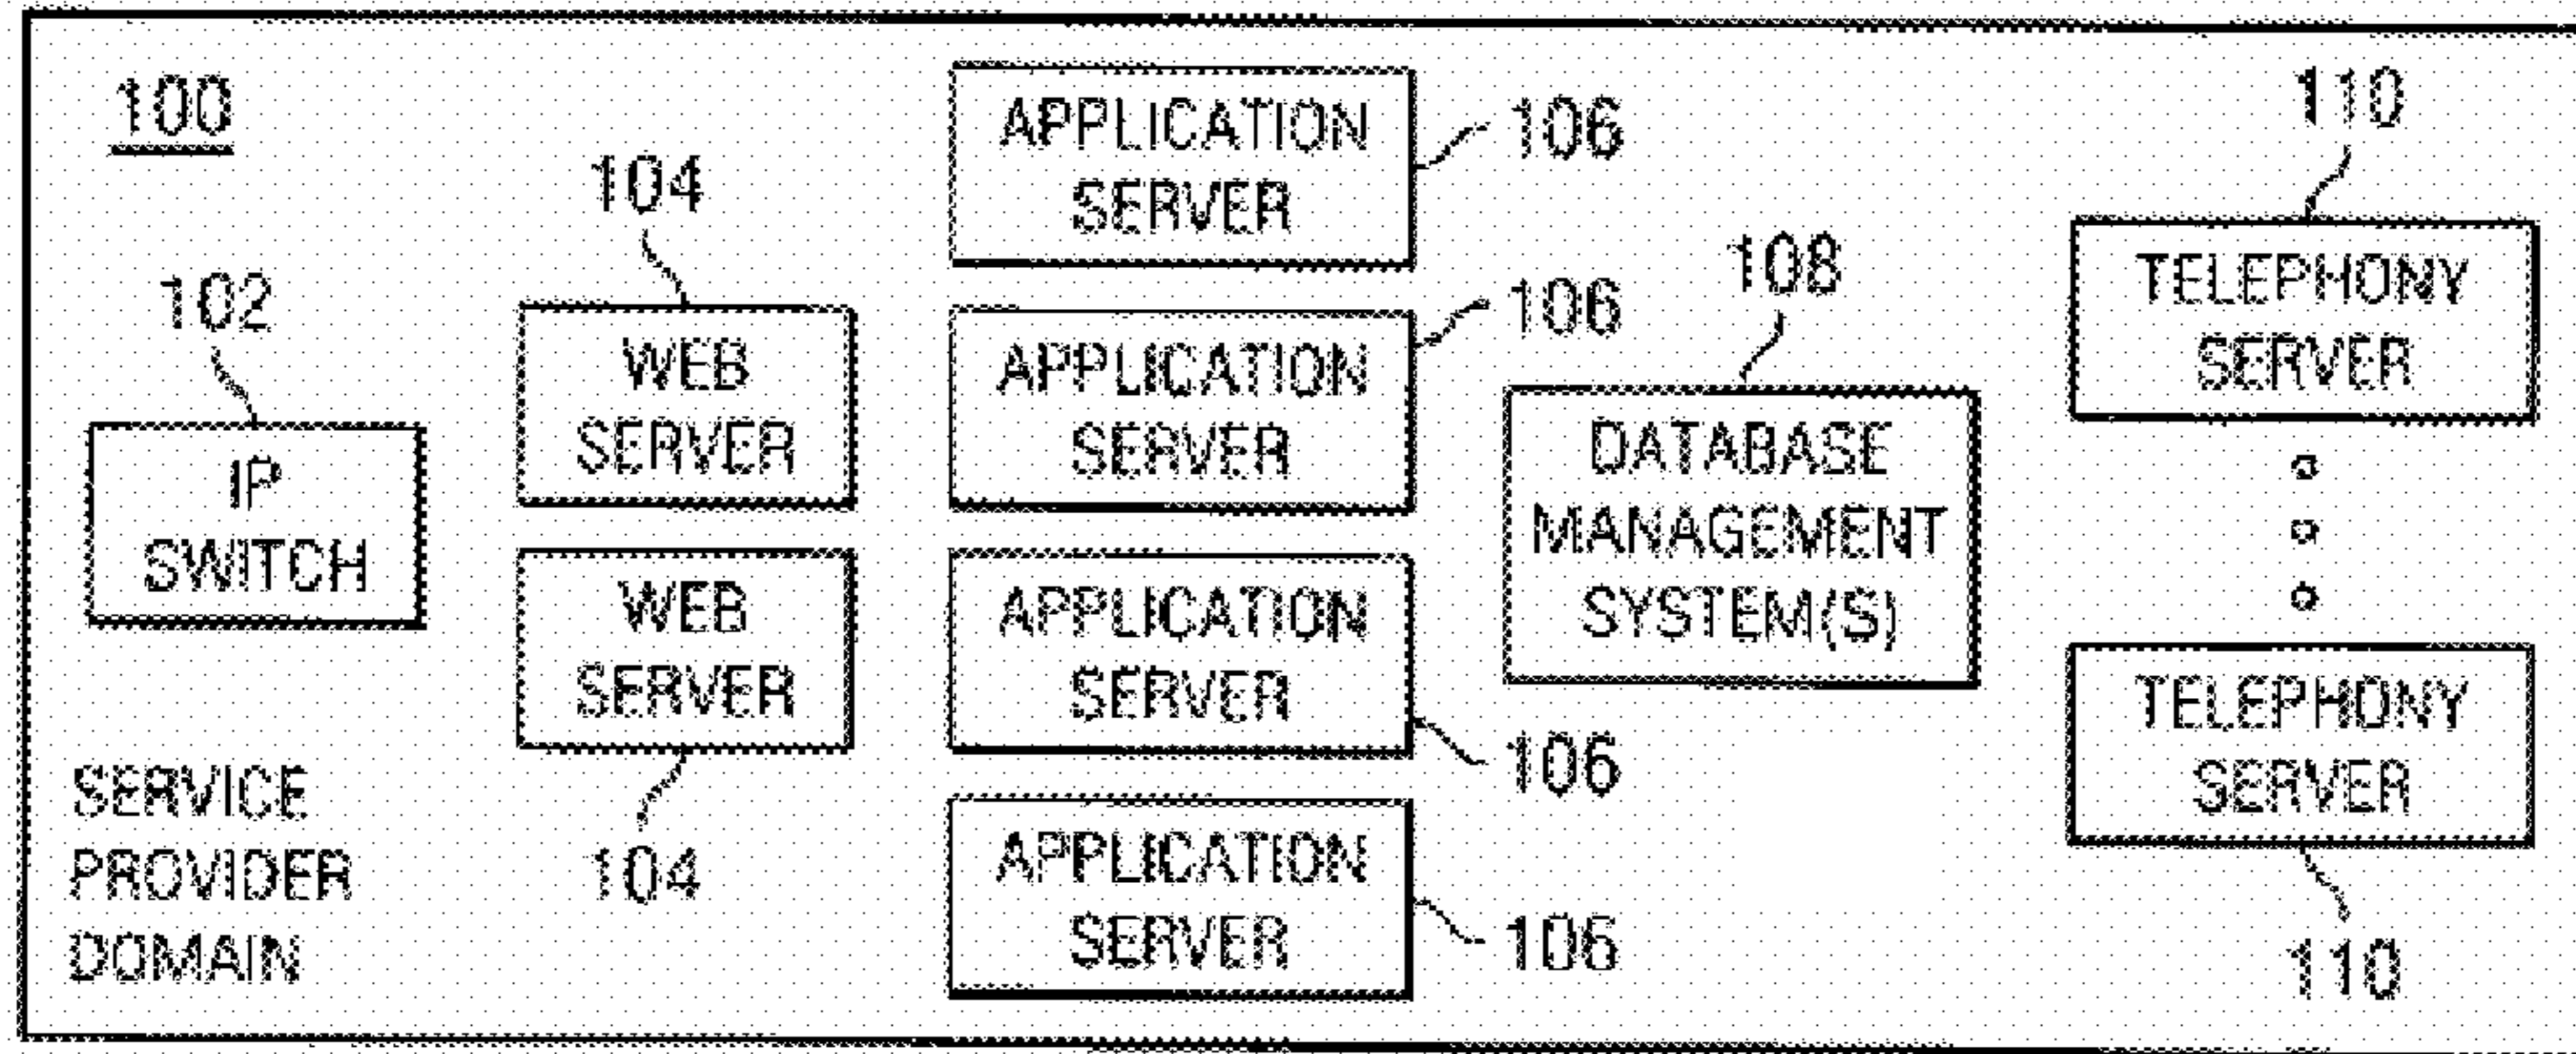 100
102
IP
SWITCH
SERVICE
PROVIDER
DOMAIN
104
WEB
SERVER
WEB
SERVER
104
APPLICATION
SERVER
106
APPLICATION
SERVER
106
APPLICATION
SERVER
106
APPLICATION
SERVER
106
108
DATABASE
MANAGEMENT
SYSTEM(S)
110
TELEPHONY
SERVER
TELEPHONY
SERVER
110